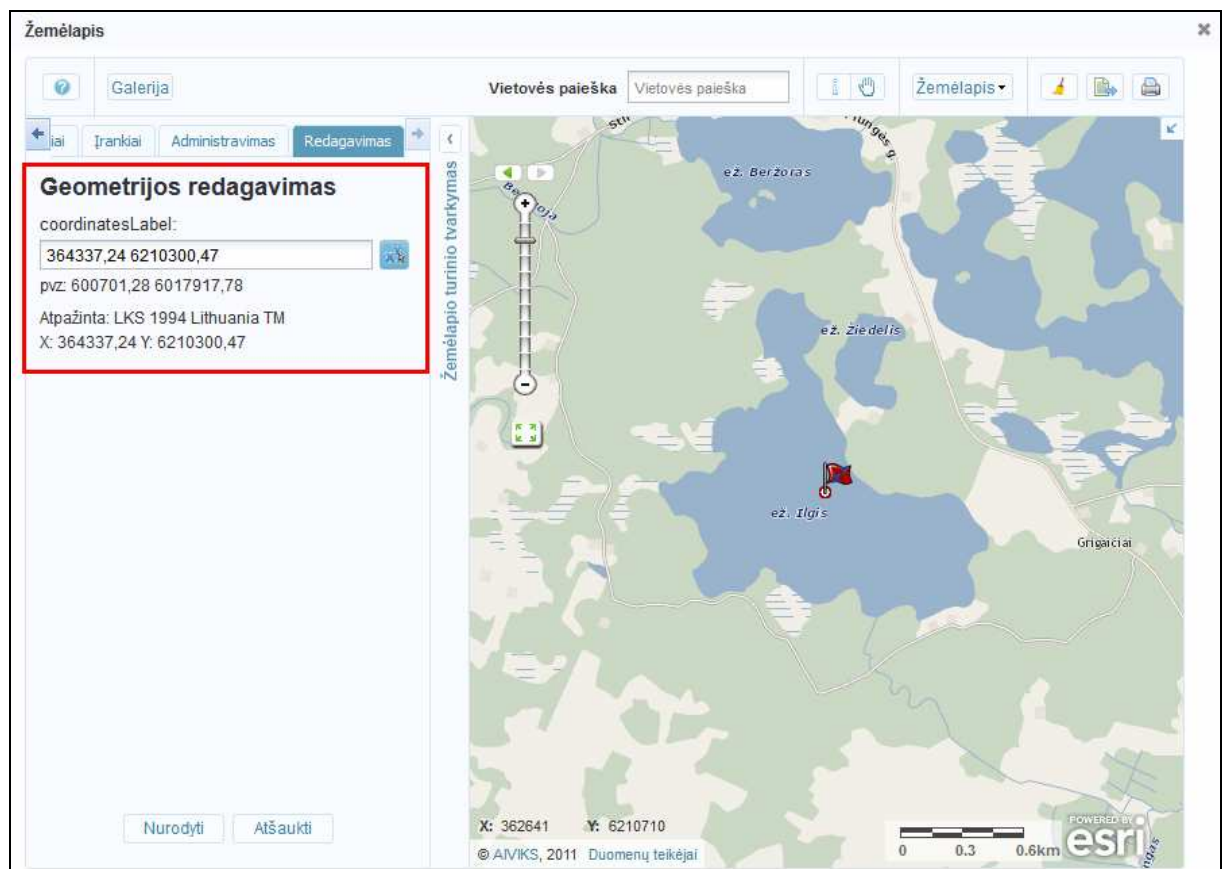 Žemėlapis
Galerija
Vietovės paieška
Vietovės paieška
Žemėlapis
iai
Įrankiai
Administravimas
Redagavimas
Geometrijos redagavimas
coordinatesLabel:
364337,24 6210300,47
pvz: 600701,28 6017917,78
Atpažinta: LKS 1994 Lithuania TM
X: 364337,24 Y: 6210300,47
Nurodyti
Atšaukti
Žemėlapio turinio tvarkymas
Plungės g.
ež. Beržoras
ež. Žiedelis
ež. Ilgis
Grigaičiai
X: 362641 Y: 6210710
© AIVIKS, 2011 Duomenų teikėjai
0 0.3 0.6km
POWERED BY
esri